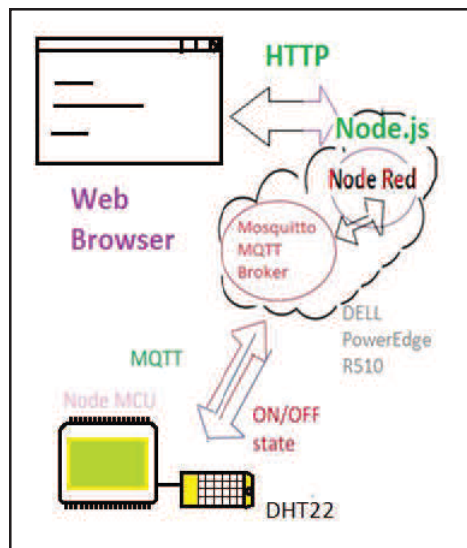 HTTP
Node.js
Node Red
Web
Browser
Mosquitto
MQTT
Broker
DELL
PowerEdge
R510
MQTT
Node MCU
ON/OFF
state
DHT22